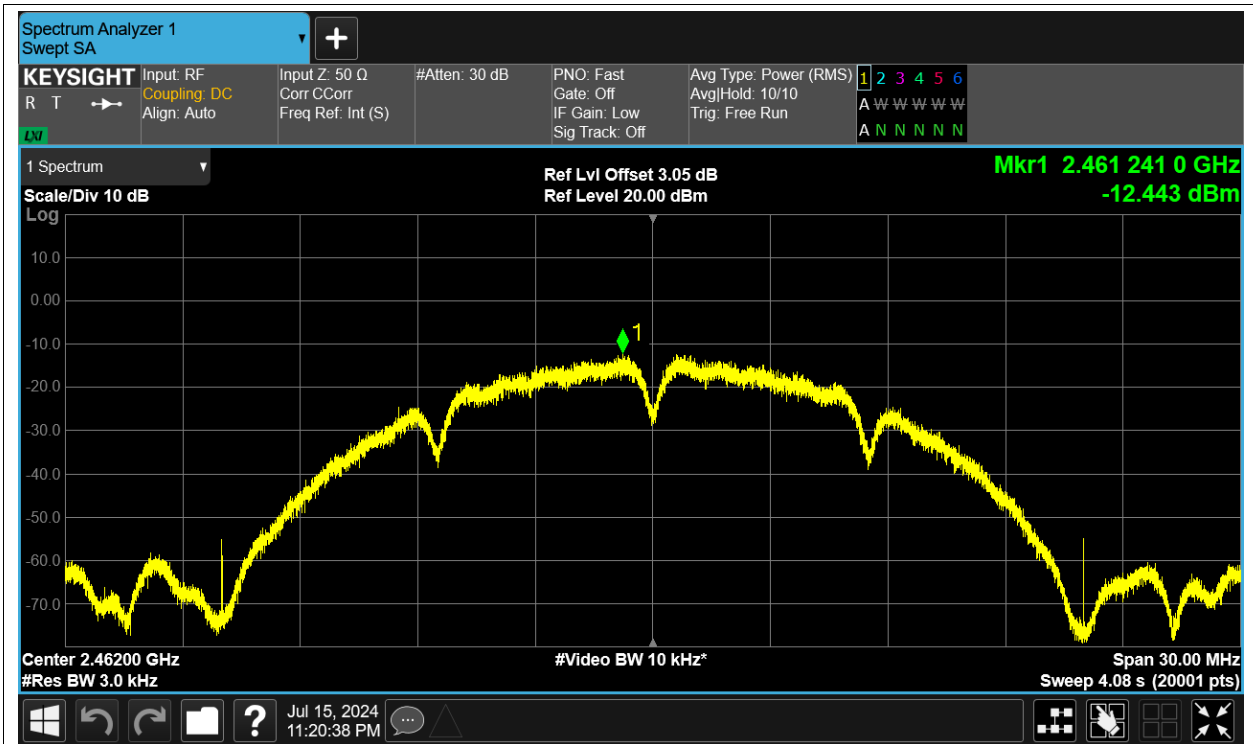 Spectrum Analyzer 1
Swept SA
+
KEYSIGHT
R T
LXI
Input: RF
Coupling: DC
Align: Auto
Input Z: 50 Ω
Corr CCorr
Freq Ref: Int (S)
#Atten: 30 dB
PNO: Fast
Gate: Off
IF Gain: Low
Sig Track: Off
Avg Type: Power (RMS)
Avg|Hold: 10/10
Trig: Free Run
1 2 3 4 5 6
A W W W W W
A N N N N N
1 Spectrum
Scale/Div 10 dB
Log
Ref Lvl Offset 3.05 dB
Ref Level 20.00 dBm
Mkr1 2.461 241 0 GHz
-12.443 dBm
10.0
0.00
-10.0
-20.0
-30.0
-40.0
-50.0
-60.0
-70.0
1
Center 2.46200 GHz
#Res BW 3.0 kHz
#Video BW 10 kHz*
Span 30.00 MHz
Sweep 4.08 s (20001 pts)
?
Jul 15, 2024
11:20:38 PM